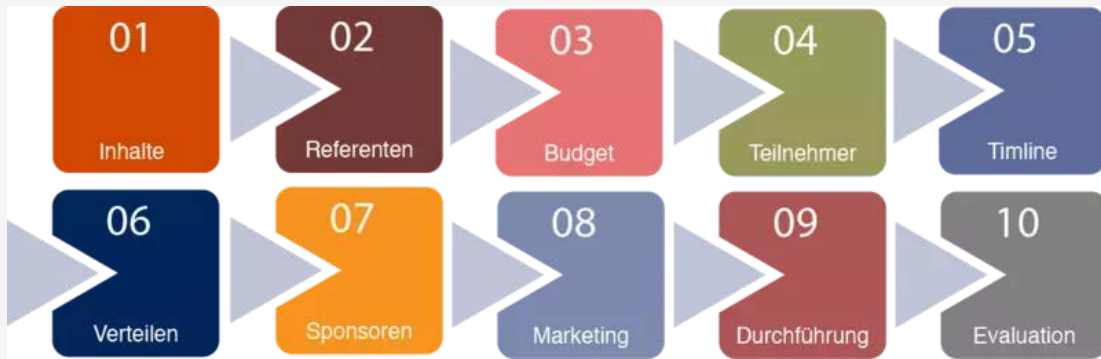 01
Inhalte
02
Referenten
03
Budget
04
Teilnehmer
05
Timline
06
Verteilen
07
Sponsoren
08
Marketing
09
Durchführung
10
Evaluation